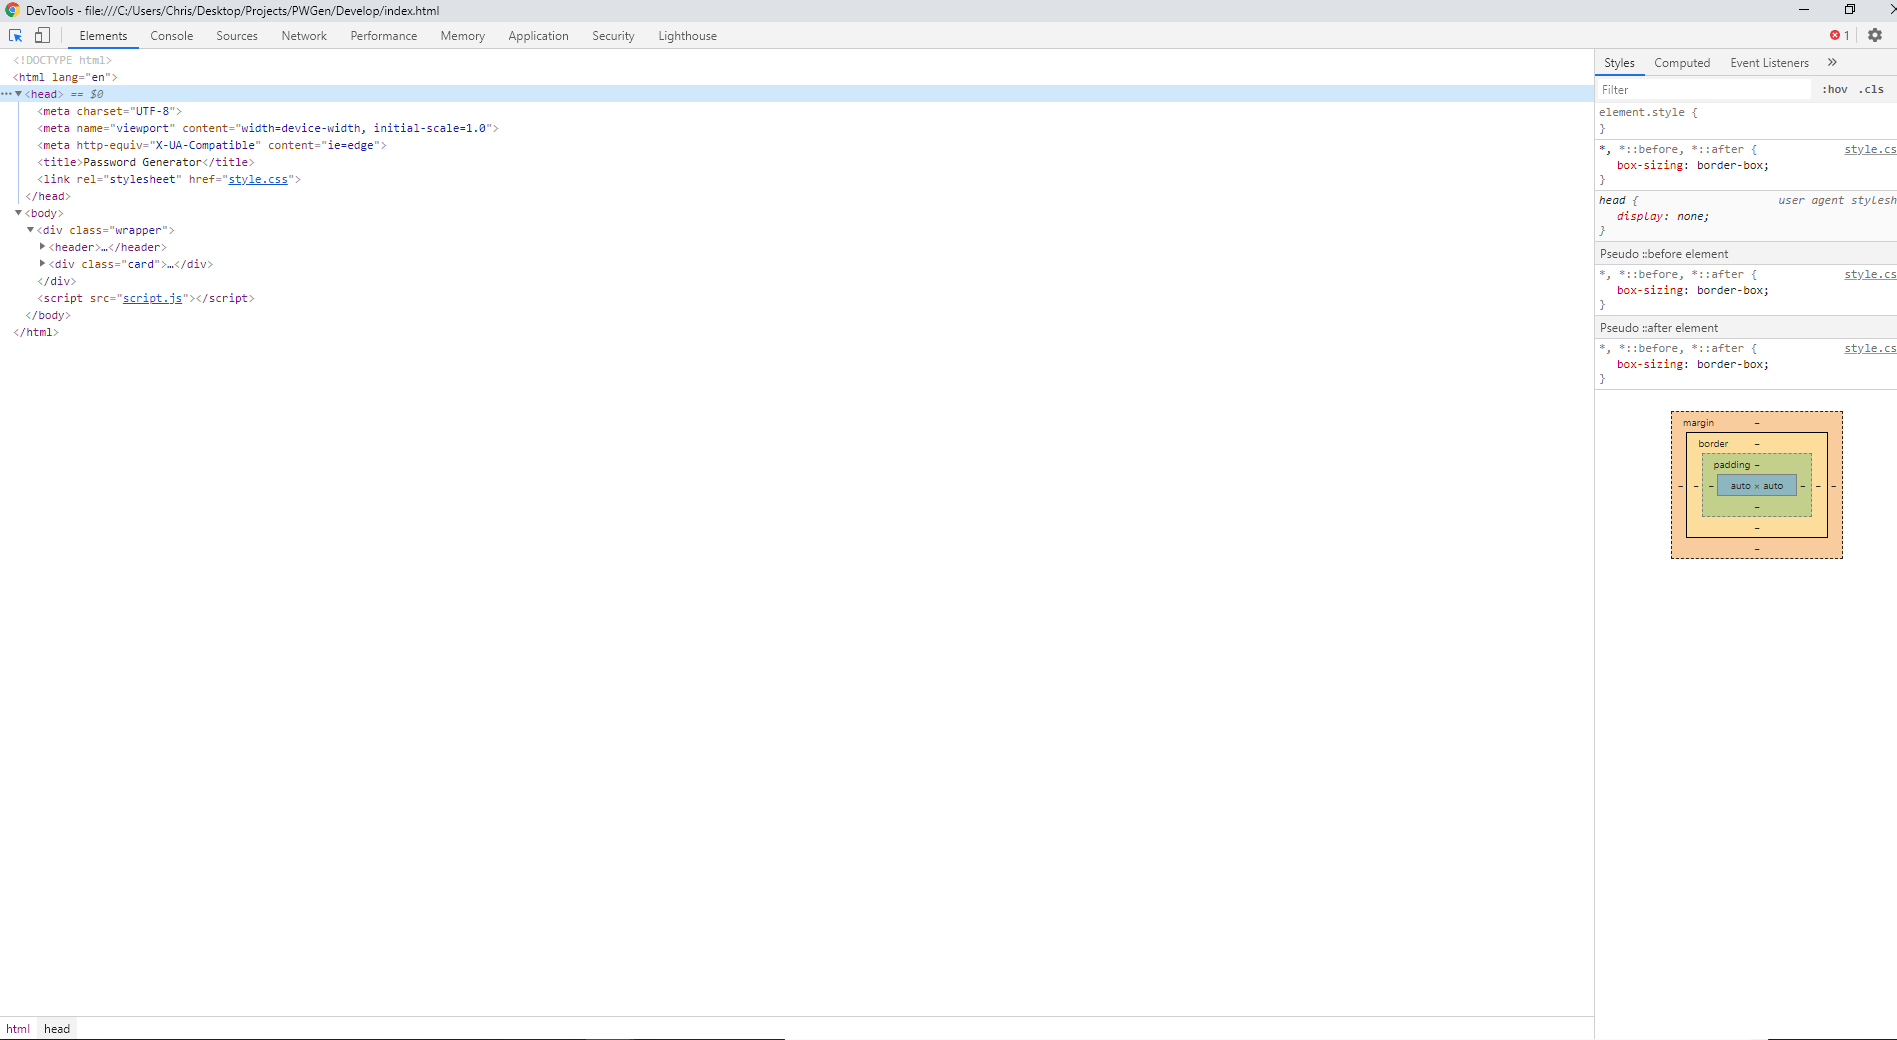 DevTools - file:///C:/Users/Chris/Desktop/Projects/PWGen/Develop/index.html
Elements Console Sources Network Performance Memory Application Security Lighthouse 1
<!DOCTYPE html>
<html lang="en">
<head> == $0
<meta charset="UTF-8">
<meta name="viewport" content="width=device-width, initial-scale=1.0">
<meta http-equiv="X-UA-Compatible" content="ie=edge">
<title>Password Generator</title>
<link rel="stylesheet" href="style.css">
</head>
<body>
<div class="wrapper">
<header>…</header>
<div class="card">…</div>
</div>
<script src="script.js"></script>
</body>
</html>
html head
Styles Computed Event Listeners »
Filter :hov .cls
element.style {
}
*, *::before, *::after { style.cs
box-sizing: border-box;
}
head { user agent stylesh
display: none;
}
Pseudo ::before element
*, *::before, *::after { style.cs
box-sizing: border-box;
}
Pseudo ::after element
*, *::before, *::after { style.cs
box-sizing: border-box;
}
margin –
border –
padding –
– – – auto × auto – – –
–
–
–